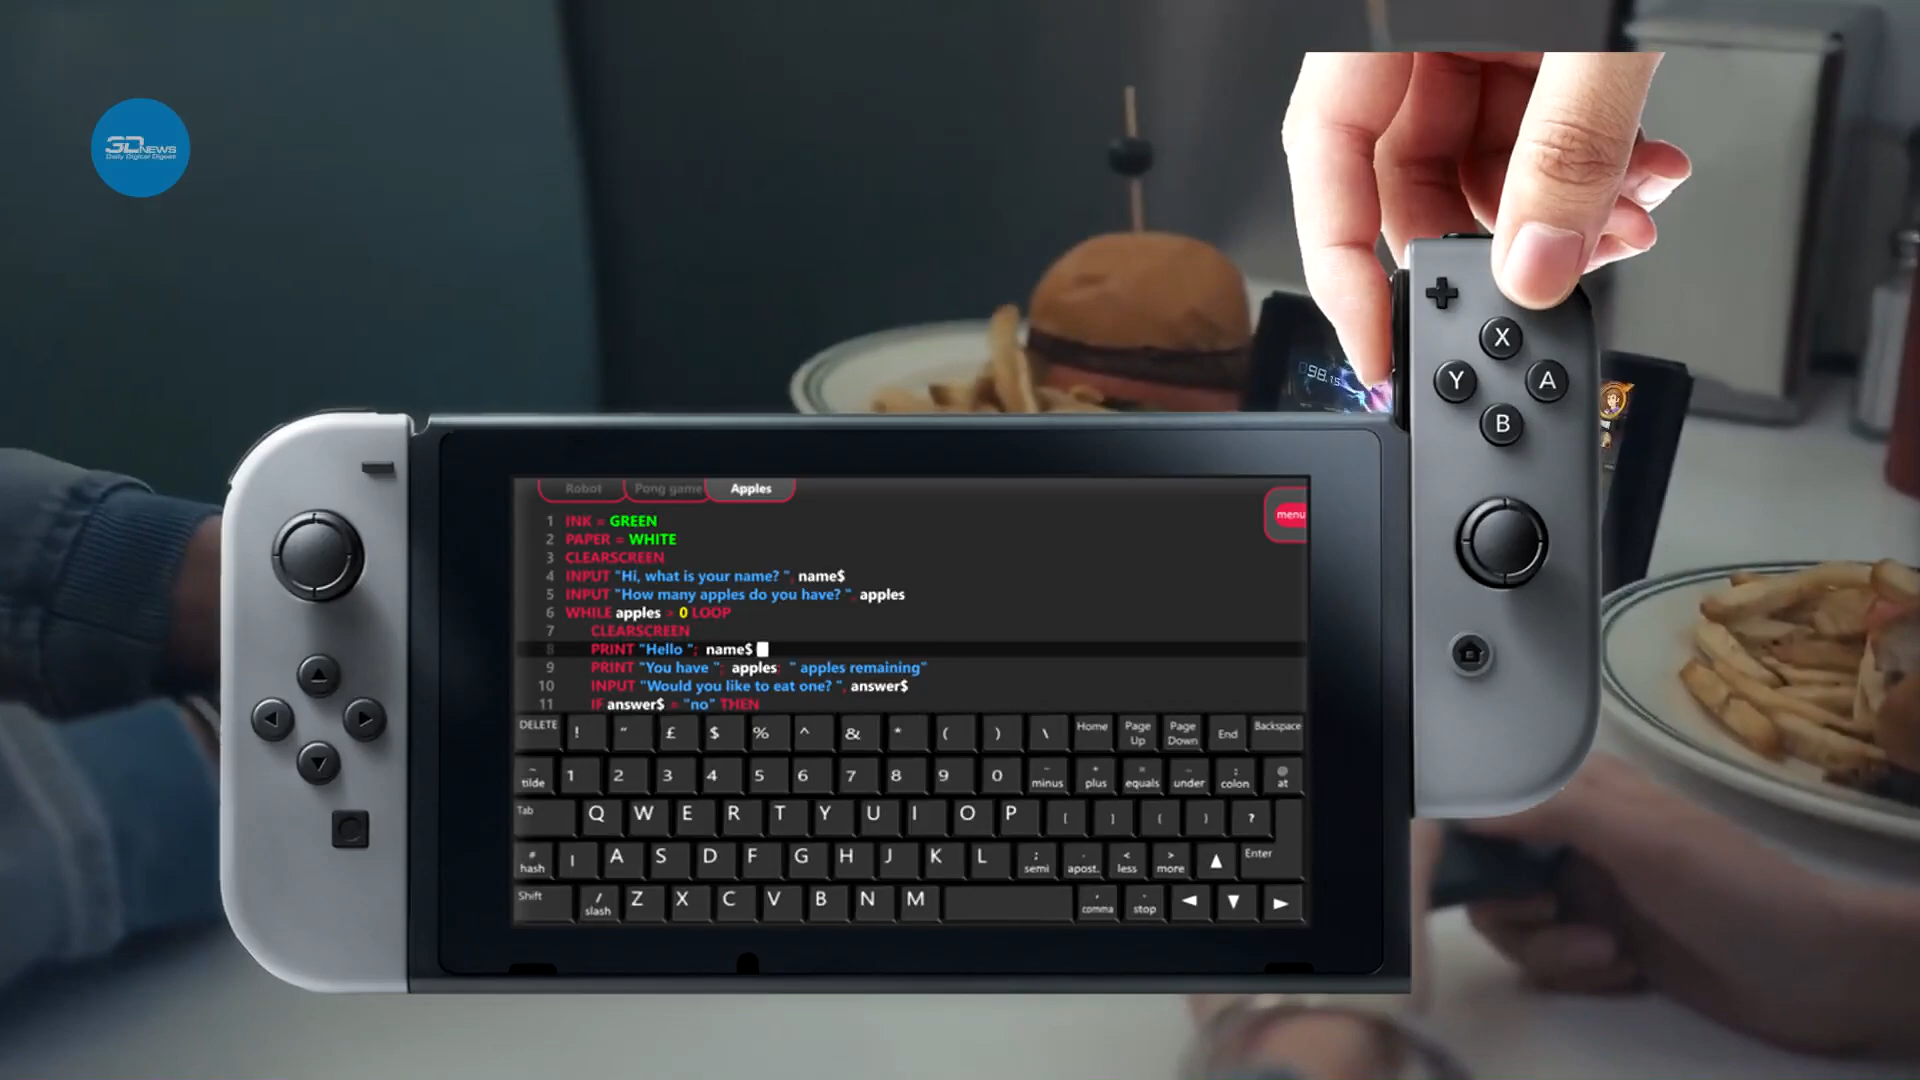 3DNEWS
Daily Digital Digest
098.15
X
Y A
B
Robot Pong game Apples
menu
1 INK = GREEN
2 PAPER = WHITE
3 CLEARSCREEN
4 INPUT "Hi, what is your name? ", name$
5 INPUT "How many apples do you have? ", apples
6 WHILE apples > 0 LOOP
7 CLEARSCREEN
8 PRINT "Hello "; name$
9 PRINT "You have "; apples; " apples remaining"
10 INPUT "Would you like to eat one? ", answer$
11 IF answer$ = "no" THEN
DELETE ! " £ $ % ^ & * ( ) \ Home Page Up Page Down End Backspace
~ tilde 1 2 3 4 5 6 7 8 9 0 - minus + plus = equals _ under : colon @ at
Tab Q W E R T Y U I O P [ ] { } ?
# hash | A S D F G H J K L ; semi ' apost. < less > more ▲ Enter
Shift / slash Z X C V B N M , comma . stop ◄ ▼ ►